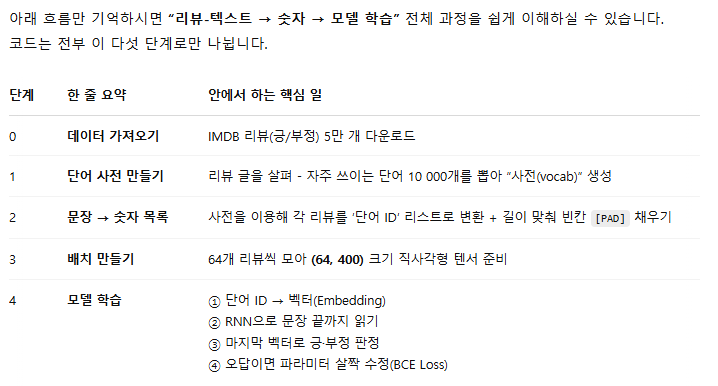 아래 흐름만 기억하시면 “리뷰-텍스트 → 숫자 → 모델 학습” 전체 과정을 쉽게 이해하실 수 있습니다.
코드는 전부 이 다섯 단계로만 나뉩니다.
단계 한 줄 요약 안에서 하는 핵심 일
0 데이터 가져오기 IMDB 리뷰(긍/부정) 5만 개 다운로드
1 단어 사전 만들기 리뷰 글을 살펴 - 자주 쓰이는 단어 10 000개를 뽑아 “사전(vocab)” 생성
2 문장 → 숫자 목록 사전을 이용해 각 리뷰를 ‘단어 ID’ 리스트로 변환 + 길이 맞춰 빈칸 [PAD] 채우기
3 배치 만들기 64개 리뷰씩 모아 (64, 400) 크기 직사각형 텐서 준비
4 모델 학습 ① 단어 ID → 벡터(Embedding)
② RNN으로 문장 끝까지 읽기
③ 마지막 벡터로 긍·부정 판정
④ 오답이면 파라미터 살짝 수정(BCE Loss)